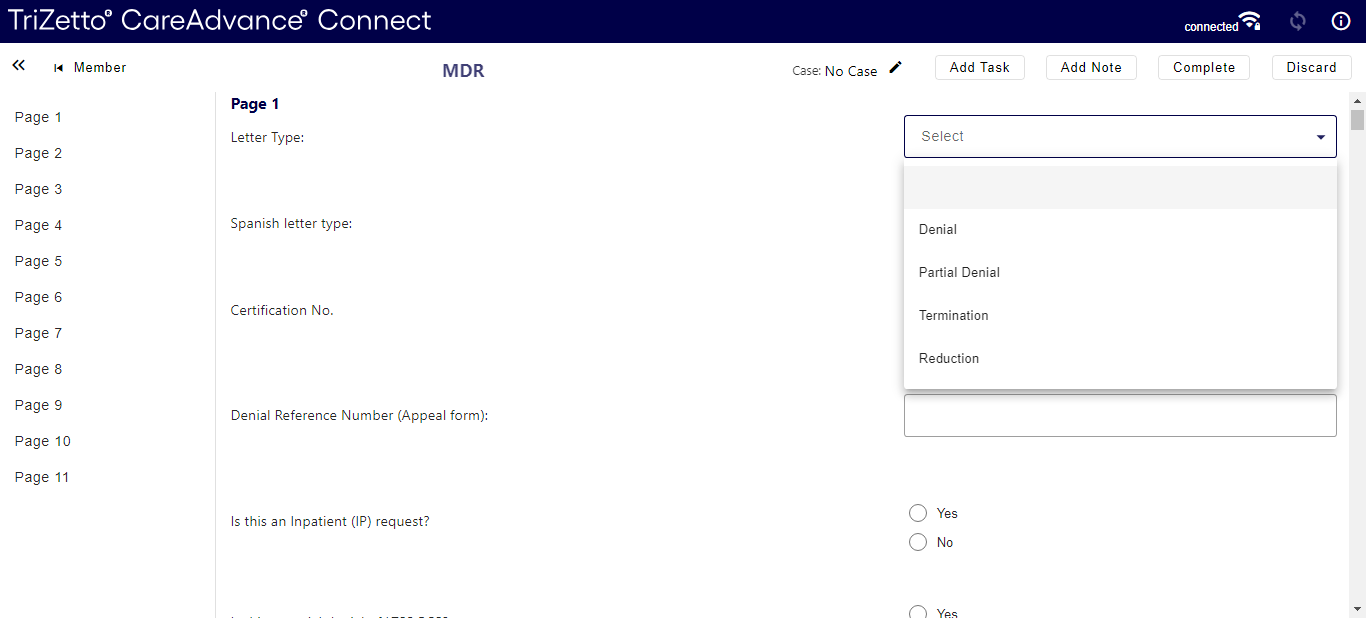 TriZetto® CareAdvance® Connect
connected
Member
MDR
Case: No Case
Add Task
Add Note
Complete
Discard
Page 1
Page 2
Page 3
Page 4
Page 5
Page 6
Page 7
Page 8
Page 9
Page 10
Page 11
Page 1
Letter Type:
Select
Denial
Partial Denial
Termination
Reduction
Spanish letter type:
Certification No.
Denial Reference Number (Appeal form):
Is this an Inpatient (IP) request?
Yes
No
Yes